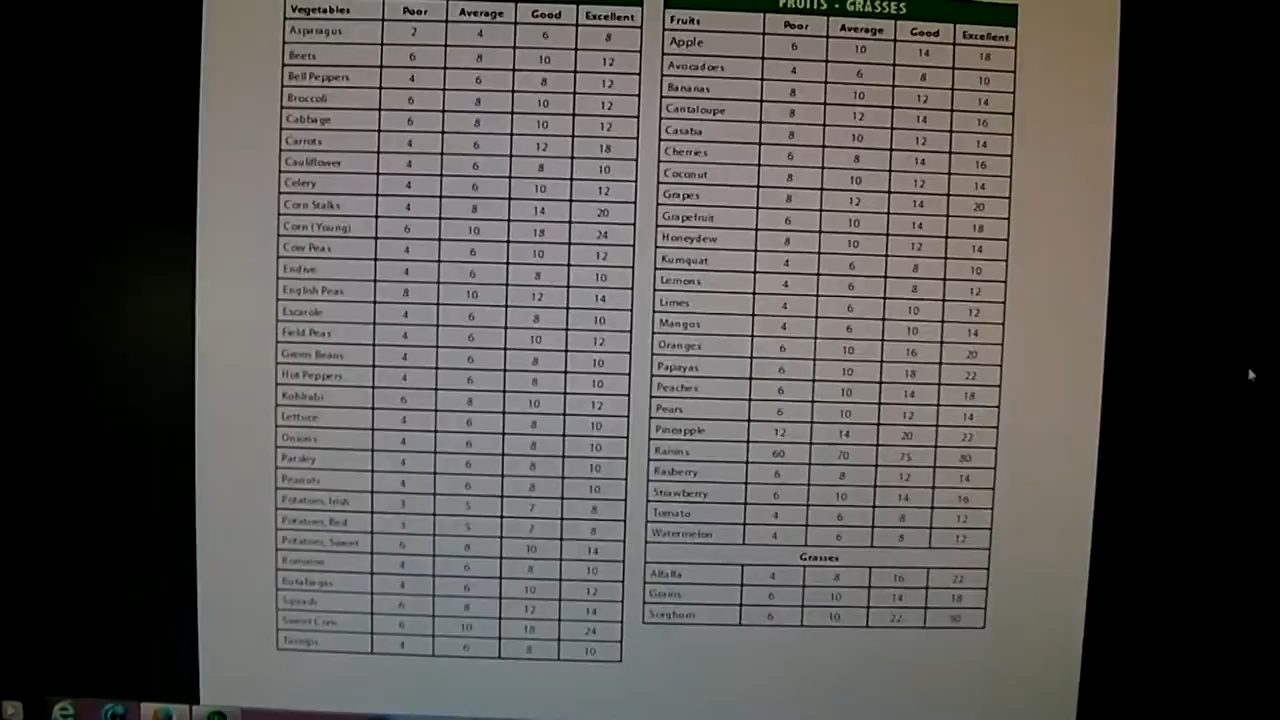 Vegetables Poor Average Good Excellent
Asparagus 2 4 6 8
Beets 6 8 10 12
Bell Peppers 4 6 8 12
Broccoli 6 8 10 12
Cabbage 6 8 10 12
Carrots 4 6 12 18
Cauliflower 4 6 8 10
Celery 4 6 10 12
Corn Stalks 4 8 14 20
Corn (Young) 6 10 18 24
Cow Peas 4 6 10 12
Endive 4 6 8 10
English Peas 8 10 12 14
Escarole 4 6 8 10
Field Peas 4 6 10 12
Green Beans 4 6 8 10
Hot Peppers 4 6 8 10
Kohlrabi 6 8 10 12
Lettuce 4 6 8 10
Onions 4 6 8 10
Parsley 4 6 8 10
Peanuts 4 6 8 10
Potatoes, Irish 3 5 7 8
Potatoes, Red 3 5 7 8
Potatoes, Sweet 6 8 10 14
Romaine 4 6 8 10
Rutabagas 4 6 10 12
Squash 6 8 12 14
Sweet Corn 6 10 18 24
Turnips 4 6 8 10
FRUITS - GRASSES
Fruits Poor Average Good Excellent
Apple 6 10 14 18
Avocadoes 4 6 8 10
Bananas 8 10 12 14
Cantaloupe 8 12 14 16
Casaba 8 10 12 14
Cherries 6 8 14 16
Coconut 8 10 12 14
Grapes 8 12 14 20
Grapefruit 6 10 14 18
Honeydew 8 10 12 14
Kumquat 4 6 8 10
Lemons 4 6 8 12
Limes 4 6 10 12
Mangos 4 6 10 14
Oranges 6 10 16 20
Papayas 6 10 18 22
Peaches 6 10 14 18
Pears 6 10 12 14
Pineapple 12 14 20 22
Raisins 60 70 75 80
Rasberry 6 8 12 14
Strawberry 6 10 14 16
Tomato 4 6 8 12
Watermelon 4 6 8 12
Grasses
Alfalfa 4 8 16 22
Grains 6 10 14 18
Sorghum 6 10 22 30